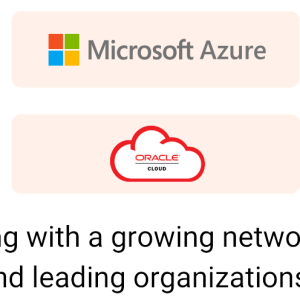 Microsoft Azure
ORACLE
CLOUD
ng with a growing netwo
nd leading organizations